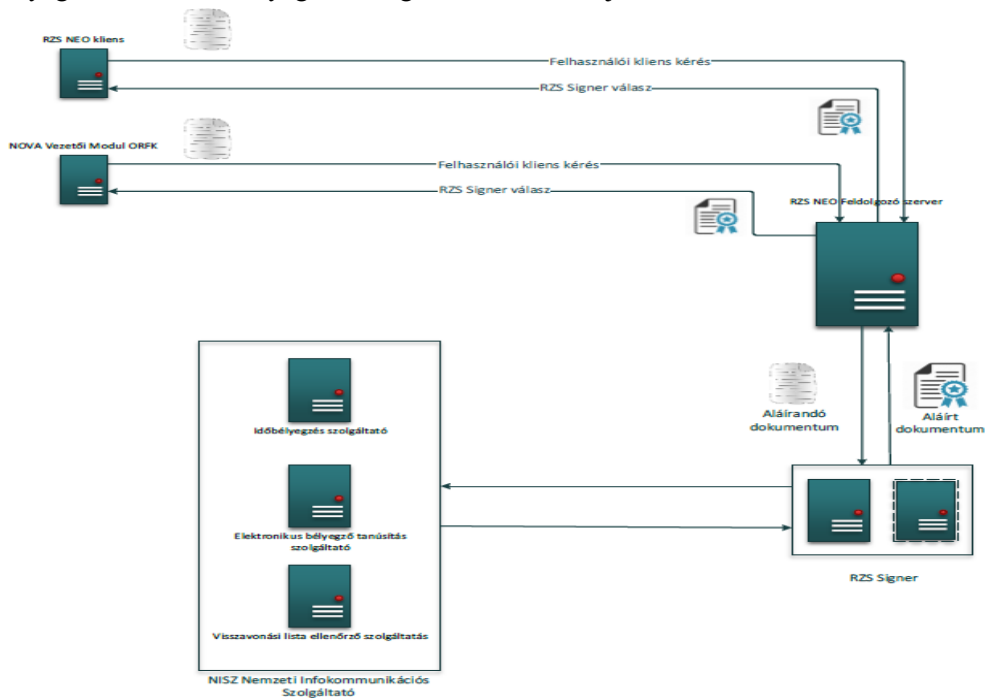 RZS NEO kliens
Felhasználói kliens kérés
RZS Signer válasz
NOVA Vezetői Modul ORFK
Felhasználói kliens kérés
RZS Signer válasz
RZS NEO Feldolgozó szerver
Aláírandó
dokumentum
Aláírt
dokumentum
Időbélyegzés szolgáltató
Elektronikus bélyegző tanúsítás
szolgáltató
Visszavonási lista ellenőrző szolgáltatás
RZS Signer
NISZ Nemzeti Infokommunikációs
Szolgáltató